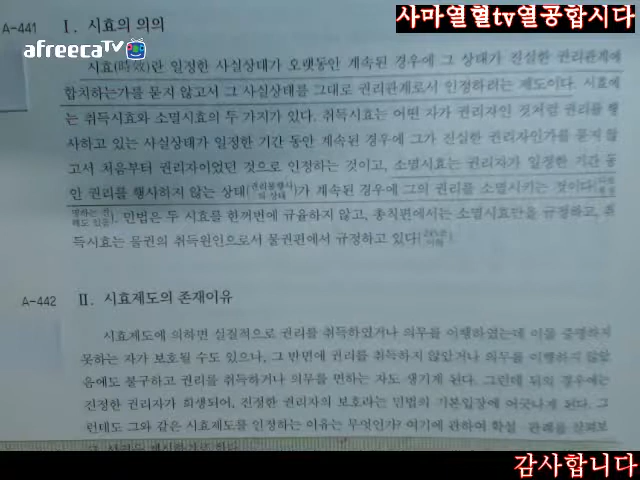 사마열혈tv열공합시다
A-441 Ⅰ. 시효의 의의
afreecaTV
시효(時效)란 일정한 사실상태가 오랫동안 계속된 경우에 그 상태가 진실한 권리관계에
합치하는가를 묻지 않고서 그 사실상태를 그대로 권리관계로서 인정하려는 제도이다. 시효에
는 취득시효와 소멸시효의 두 가지가 있다. 취득시효는 어떤 자가 권리자인 것처럼 권리를 행
사하고 있는 사실상태가 일정한 기간 동안 계속된 경우에 그가 진실한 권리자인가를 묻지 않
고서 처음부터 권리자이었던 것으로 인정하는 것이고, 소멸시효는 권리자가 일정한 기간 동
안 권리를 행사하지 않는 상태(권리불행사의 상태)가 계속된 경우에 그의 권리를 소멸시키는 것이다
. 민법은 두 시효를 한꺼번에 규율하지 않고, 총칙편에서는 소멸시효만을 규정하고, 취
득시효는 물권의 취득원인으로서 물권편에서 규정하고 있다
A-442 Ⅱ. 시효제도의 존재이유
시효제도에 의하면 실질적으로 권리를 취득하였거나 의무를 이행하였는데 이를 증명하지
못하는 자가 보호될 수도 있으나, 그 반면에 권리를 취득하지 않았거나 의무를 이행하지 않았
음에도 불구하고 권리를 취득하거나 의무를 면하는 자도 생기게 된다. 그런데 뒤의 경우에는
진정한 권리자가 희생되어, 진정한 권리자의 보호라는 민법의 기본입장에 어긋나게 된다. 그
런데도 그와 같은 시효제도를 인정하는 이유는 무엇인가? 여기에 관하여 학설·판례를 살펴보
감사합니다